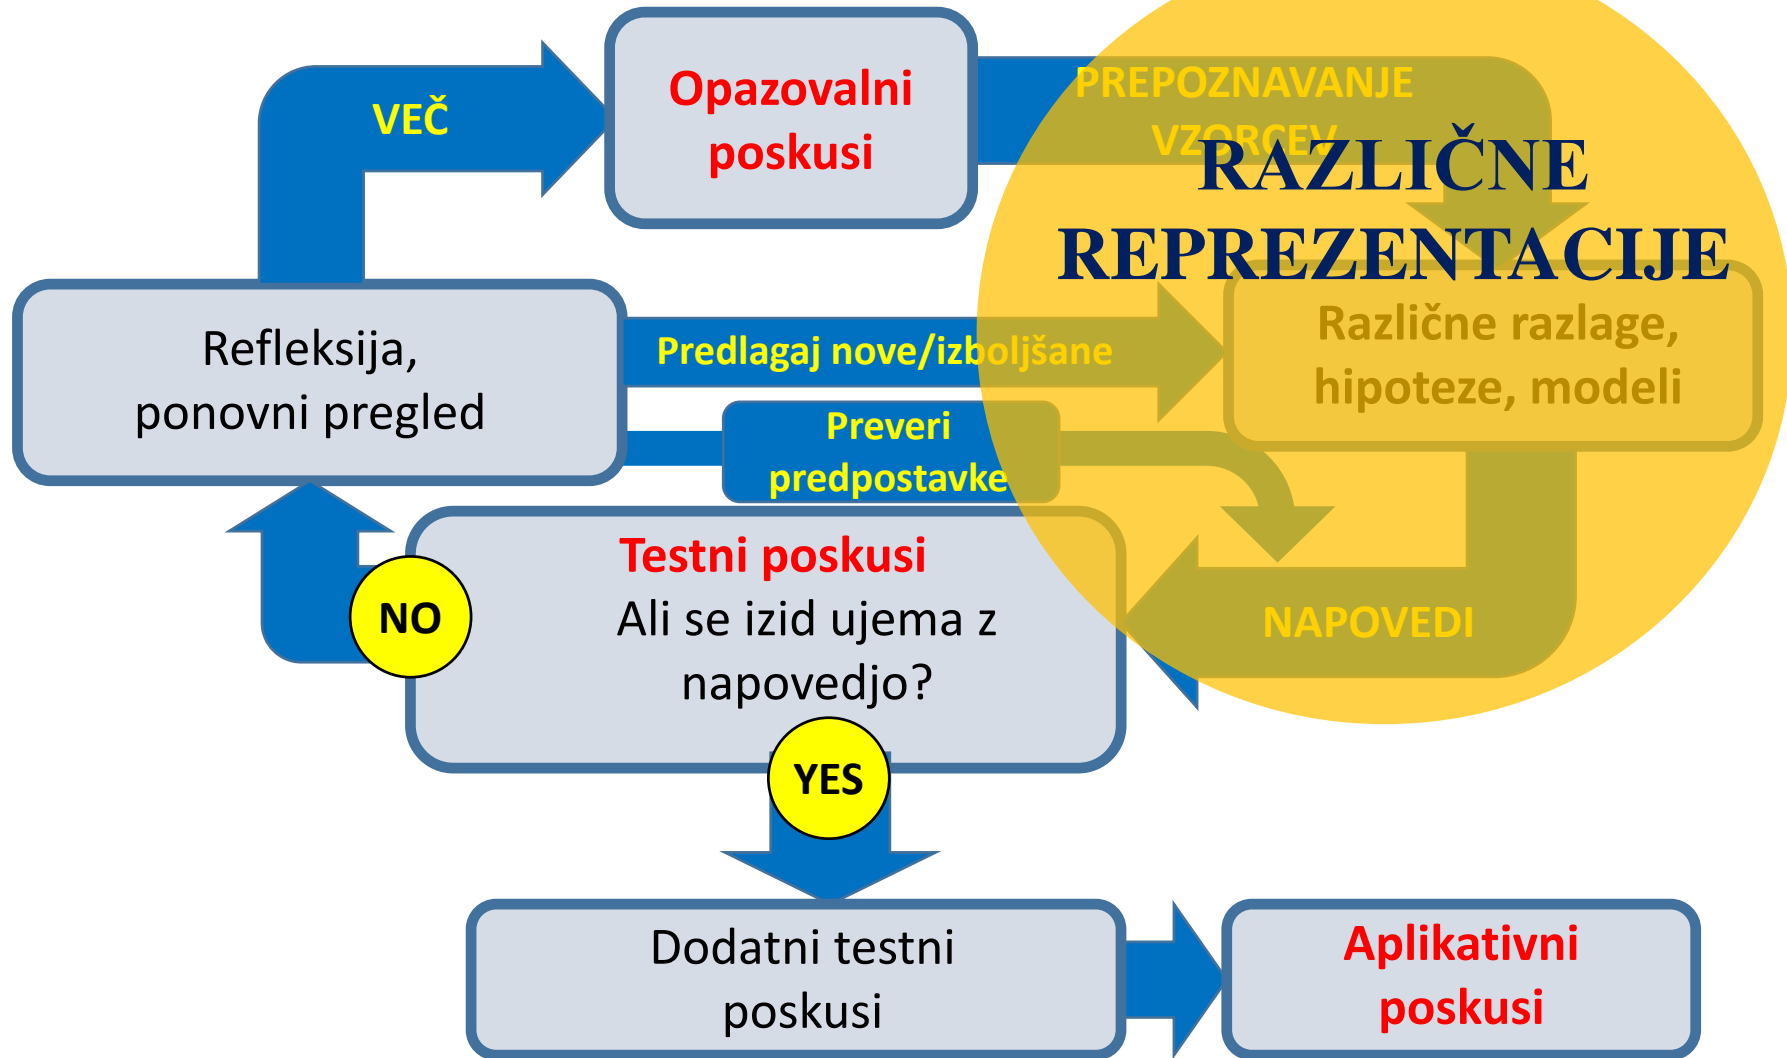 VEČ
Opazovalni
poskusi
PREPOZNAVANJE
VZORCEV
RAZLIČNE
REPREZENTACIJE
Refleksija,
ponovni pregled
Predlagaj nove/izboljšane
Različne razlage,
hipoteze, modeli
Preveri
predpostavke
Testni poskusi
Ali se izid ujema z
napovedjo?
NO
NAPOVEDI
YES
Dodatni testni
poskusi
Aplikativni
poskusi